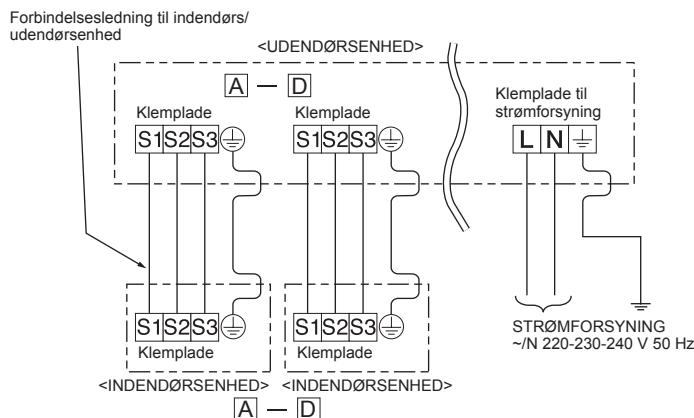 Forbindelsesledning til indendørs/
udendørsenhed
<UDENDØRSENHED>
A — D
Klemplade
Klemplade
Klemplade til
strømforsyning
S1 S2 S3
S1 S2 S3
L N
S1 S2 S3
S1 S2 S3
Klemplade
Klemplade
<INDENDØRSENHED>
<INDENDØRSENHED>
A — D
STRØMFORSYNING
~/N 220-230-240 V 50 Hz